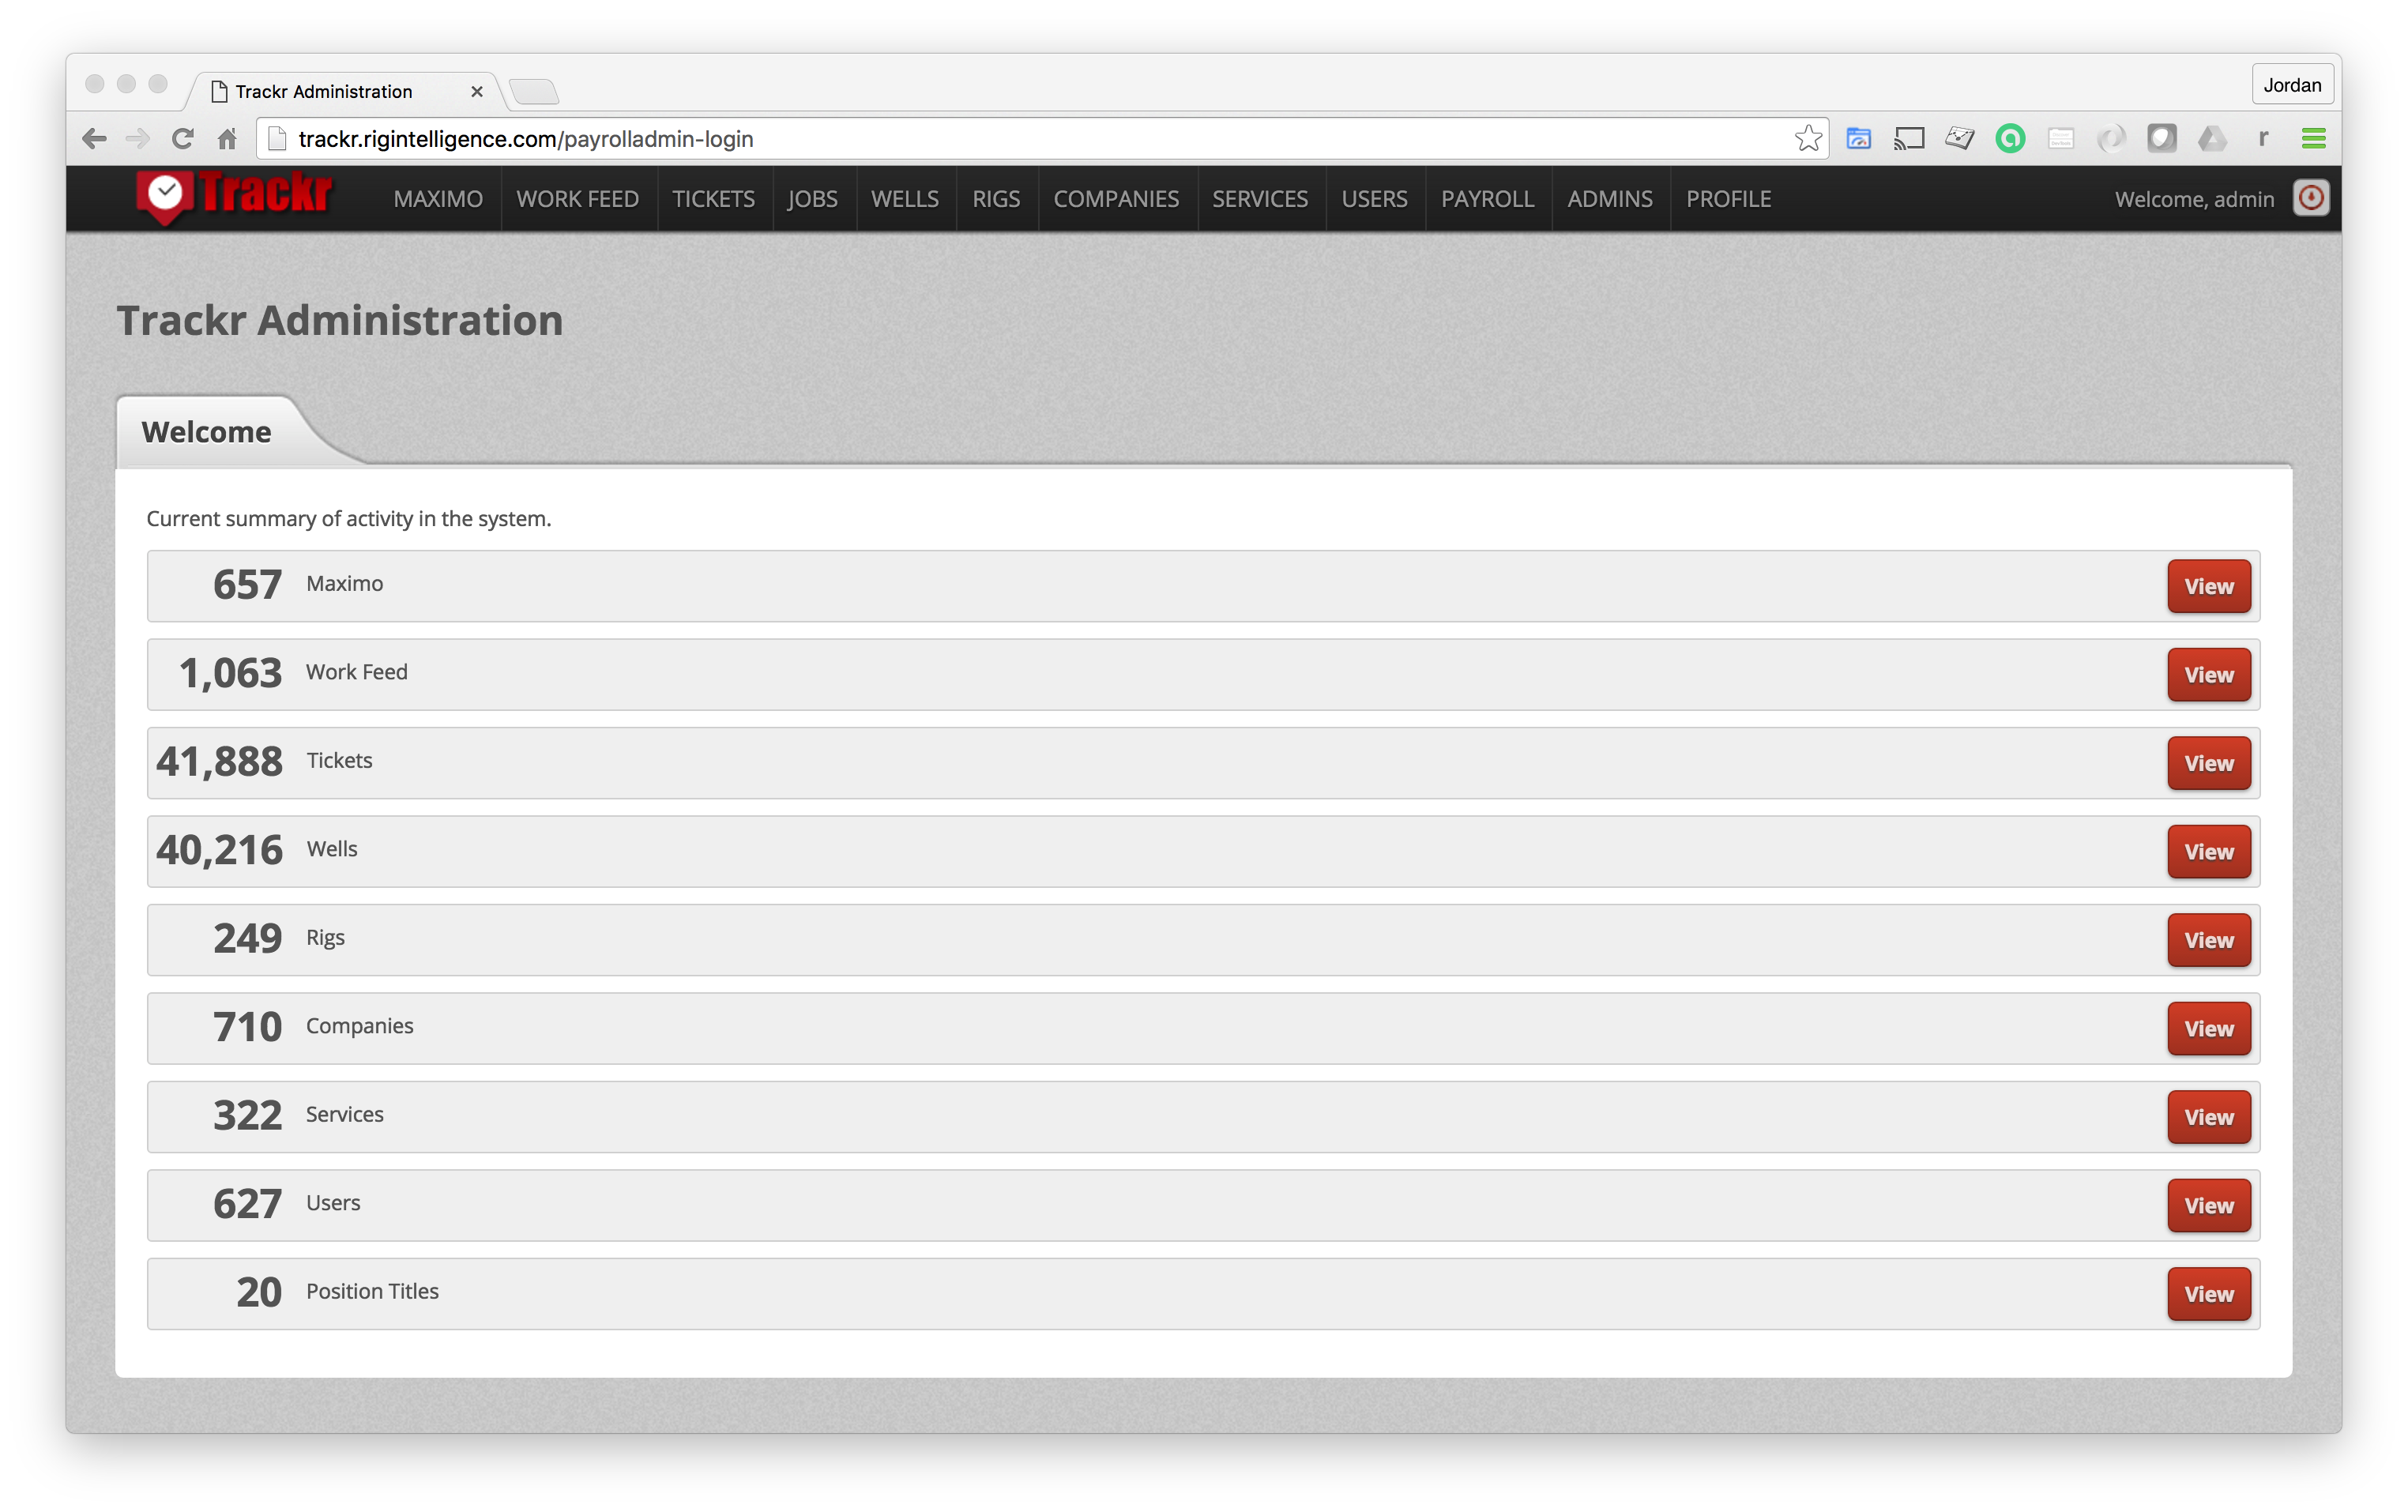 Trackr Administration
Jordan
trackr.rigintelligence.com/payrolladmin-login
r
Trackr
MAXIMO
WORK FEED
TICKETS
JOBS
WELLS
RIGS
COMPANIES
SERVICES
USERS
PAYROLL
ADMINS
PROFILE
Welcome, admin
Trackr Administration
Welcome
Current summary of activity in the system.
657 Maximo View
1,063 Work Feed View
41,888 Tickets View
40,216 Wells View
249 Rigs View
710 Companies View
322 Services View
627 Users View
20 Position Titles View